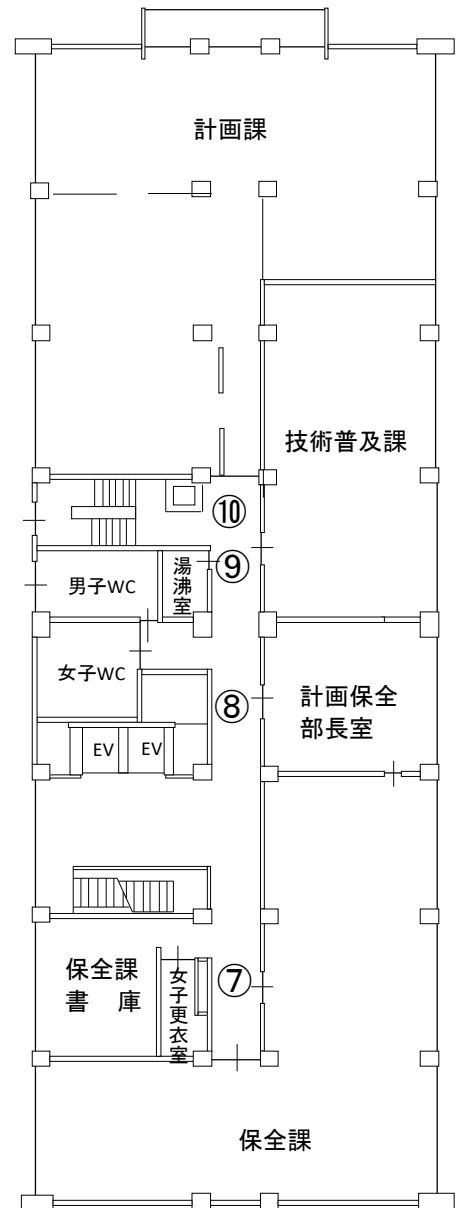 計画課
技術普及課
⑩
⑨
湯沸室
男子WC
女子WC
⑧
計画保全
部長室
EV
EV
保全課
書　庫
女子更衣室
⑦
保全課